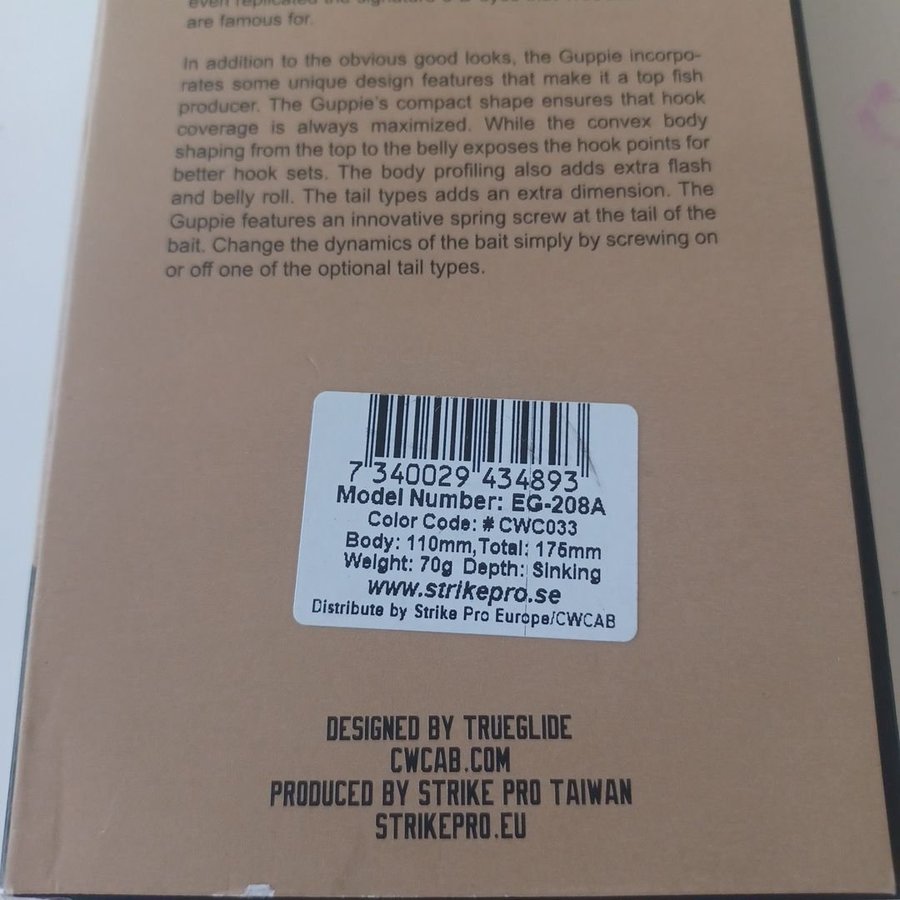 are famous for.
In addition to the obvious good looks, the Guppie incorpo-
rates some unique design features that make it a top fish
producer. The Guppie's compact shape ensures that hook
coverage is always maximized. While the convex body
shaping from the top to the belly exposes the hook points for
better hook sets. The body profiling also adds extra flash
and belly roll. The tail types adds an extra dimension. The
Guppie features an innovative spring screw at the tail of the
bait. Change the dynamics of the bait simply by screwing on
or off one of the optional tail types.
7 340029 434893
Model Number: EG-208A
Color Code: # CWC033
Body: 110mm,Total: 175mm
Weight: 70g Depth: Sinking
www.strikepro.se
Distribute by Strike Pro Europe/CWCAB
DESIGNED BY TRUEGLIDE
CWCAB.COM
PRODUCED BY STRIKE PRO TAIWAN
STRIKEPRO.EU